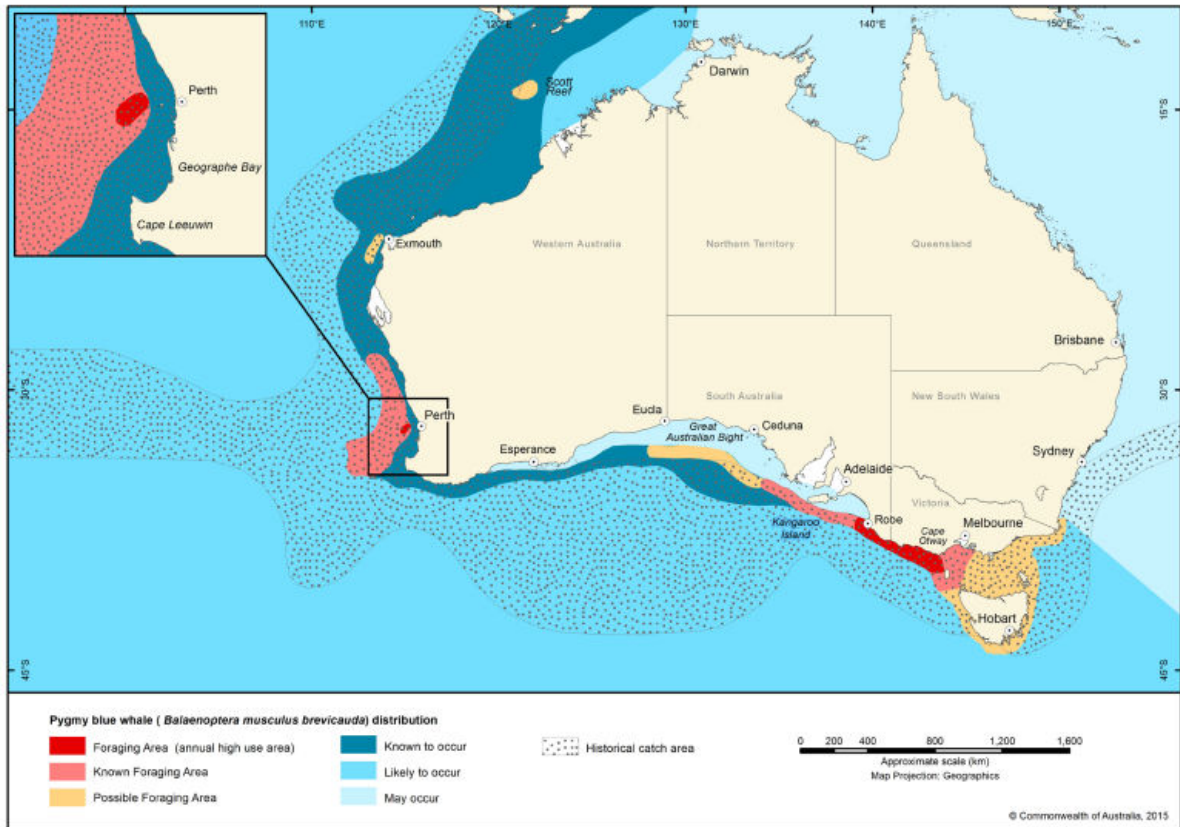 110°E
120°E
130°E
140°E
150°E
Perth
Geographe Bay
Cape Leeuwin
Scott
Reef
Darwin
15°S
15°S
Exmouth
Western Australia
Northern Territory
Queensland
Brisbane
30°S
30°S
Perth
South Australia
New South Wales
Eucla
Great
Australian Bight
Ceduna
Esperance
Sydney
Adelaide
Victoria
Robe
Melbourne
Cape
Otway
Kangaroo
Island
Hobart
45°S
45°S
Pygmy blue whale ( Balaenoptera musculus brevicauda) distribution
Foraging Area (annual high use area)
Known Foraging Area
Possible Foraging Area
Known to occur
Likely to occur
May occur
Historical catch area
0 200 400 800 1,200 1,600
Approximate scale (km)
Map Projection: Geographics
© Commonwealth of Australia, 2015